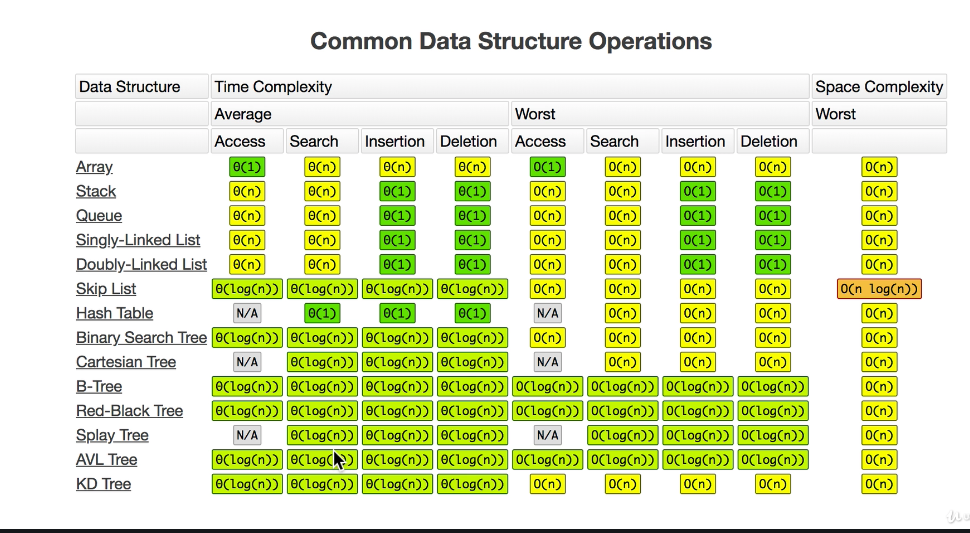 Common Data Structure Operations
Data Structure Time Complexity Space Complexity
Average Worst Worst
Access Search Insertion Deletion Access Search Insertion Deletion
Array θ(1) θ(n) θ(n) θ(n) O(1) O(n) O(n) O(n) O(n)
Stack θ(n) θ(n) θ(1) θ(1) O(n) O(n) O(1) O(1) O(n)
Queue θ(n) θ(n) θ(1) θ(1) O(n) O(n) O(1) O(1) O(n)
Singly-Linked List θ(n) θ(n) θ(1) θ(1) O(n) O(n) O(1) O(1) O(n)
Doubly-Linked List θ(n) θ(n) θ(1) θ(1) O(n) O(n) O(1) O(1) O(n)
Skip List θ(log(n)) θ(log(n)) θ(log(n)) θ(log(n)) O(n) O(n) O(n) O(n) O(n log(n))
Hash Table N/A θ(1) θ(1) θ(1) N/A O(n) O(n) O(n) O(n)
Binary Search Tree θ(log(n)) θ(log(n)) θ(log(n)) θ(log(n)) O(n) O(n) O(n) O(n) O(n)
Cartesian Tree N/A θ(log(n)) θ(log(n)) θ(log(n)) N/A O(n) O(n) O(n) O(n)
B-Tree θ(log(n)) θ(log(n)) θ(log(n)) θ(log(n)) O(log(n)) O(log(n)) O(log(n)) O(log(n)) O(n)
Red-Black Tree θ(log(n)) θ(log(n)) θ(log(n)) θ(log(n)) O(log(n)) O(log(n)) O(log(n)) O(log(n)) O(n)
Splay Tree N/A θ(log(n)) θ(log(n)) θ(log(n)) N/A O(log(n)) O(log(n)) O(log(n)) O(n)
AVL Tree θ(log(n)) θ(log(n)) θ(log(n)) θ(log(n)) O(log(n)) O(log(n)) O(log(n)) O(log(n)) O(n)
KD Tree θ(log(n)) θ(log(n)) θ(log(n)) θ(log(n)) O(n) O(n) O(n) O(n) O(n)